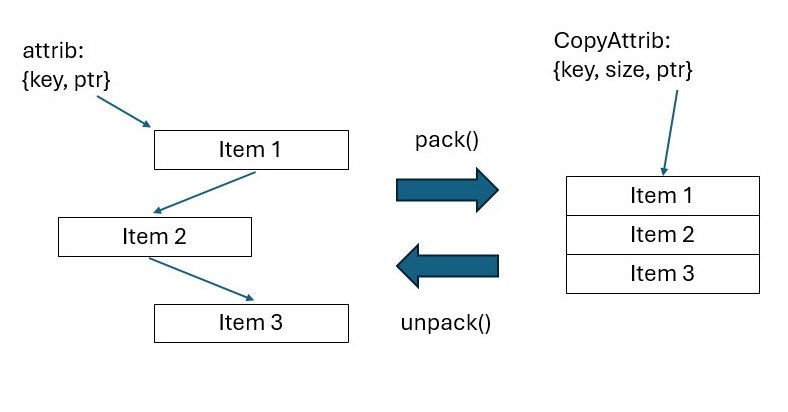 attrib:
{key, ptr}
Item 1
Item 2
Item 3
pack()
unpack()
CopyAttrib:
{key, size, ptr}
Item 1
Item 2
Item 3